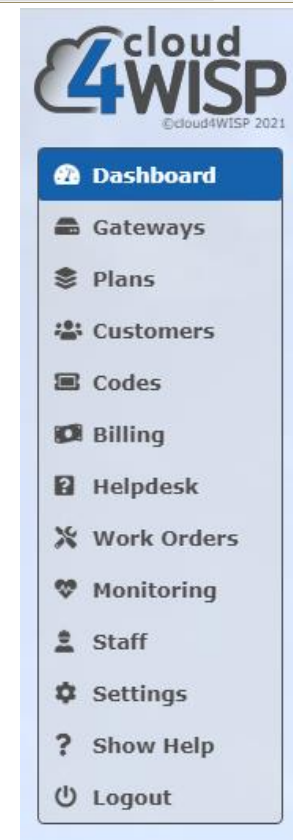 cloud
4WISP
©cloud4WISP 2021
Dashboard
Gateways
Plans
Customers
Codes
Billing
Helpdesk
Work Orders
Monitoring
Staff
Settings
Show Help
Logout